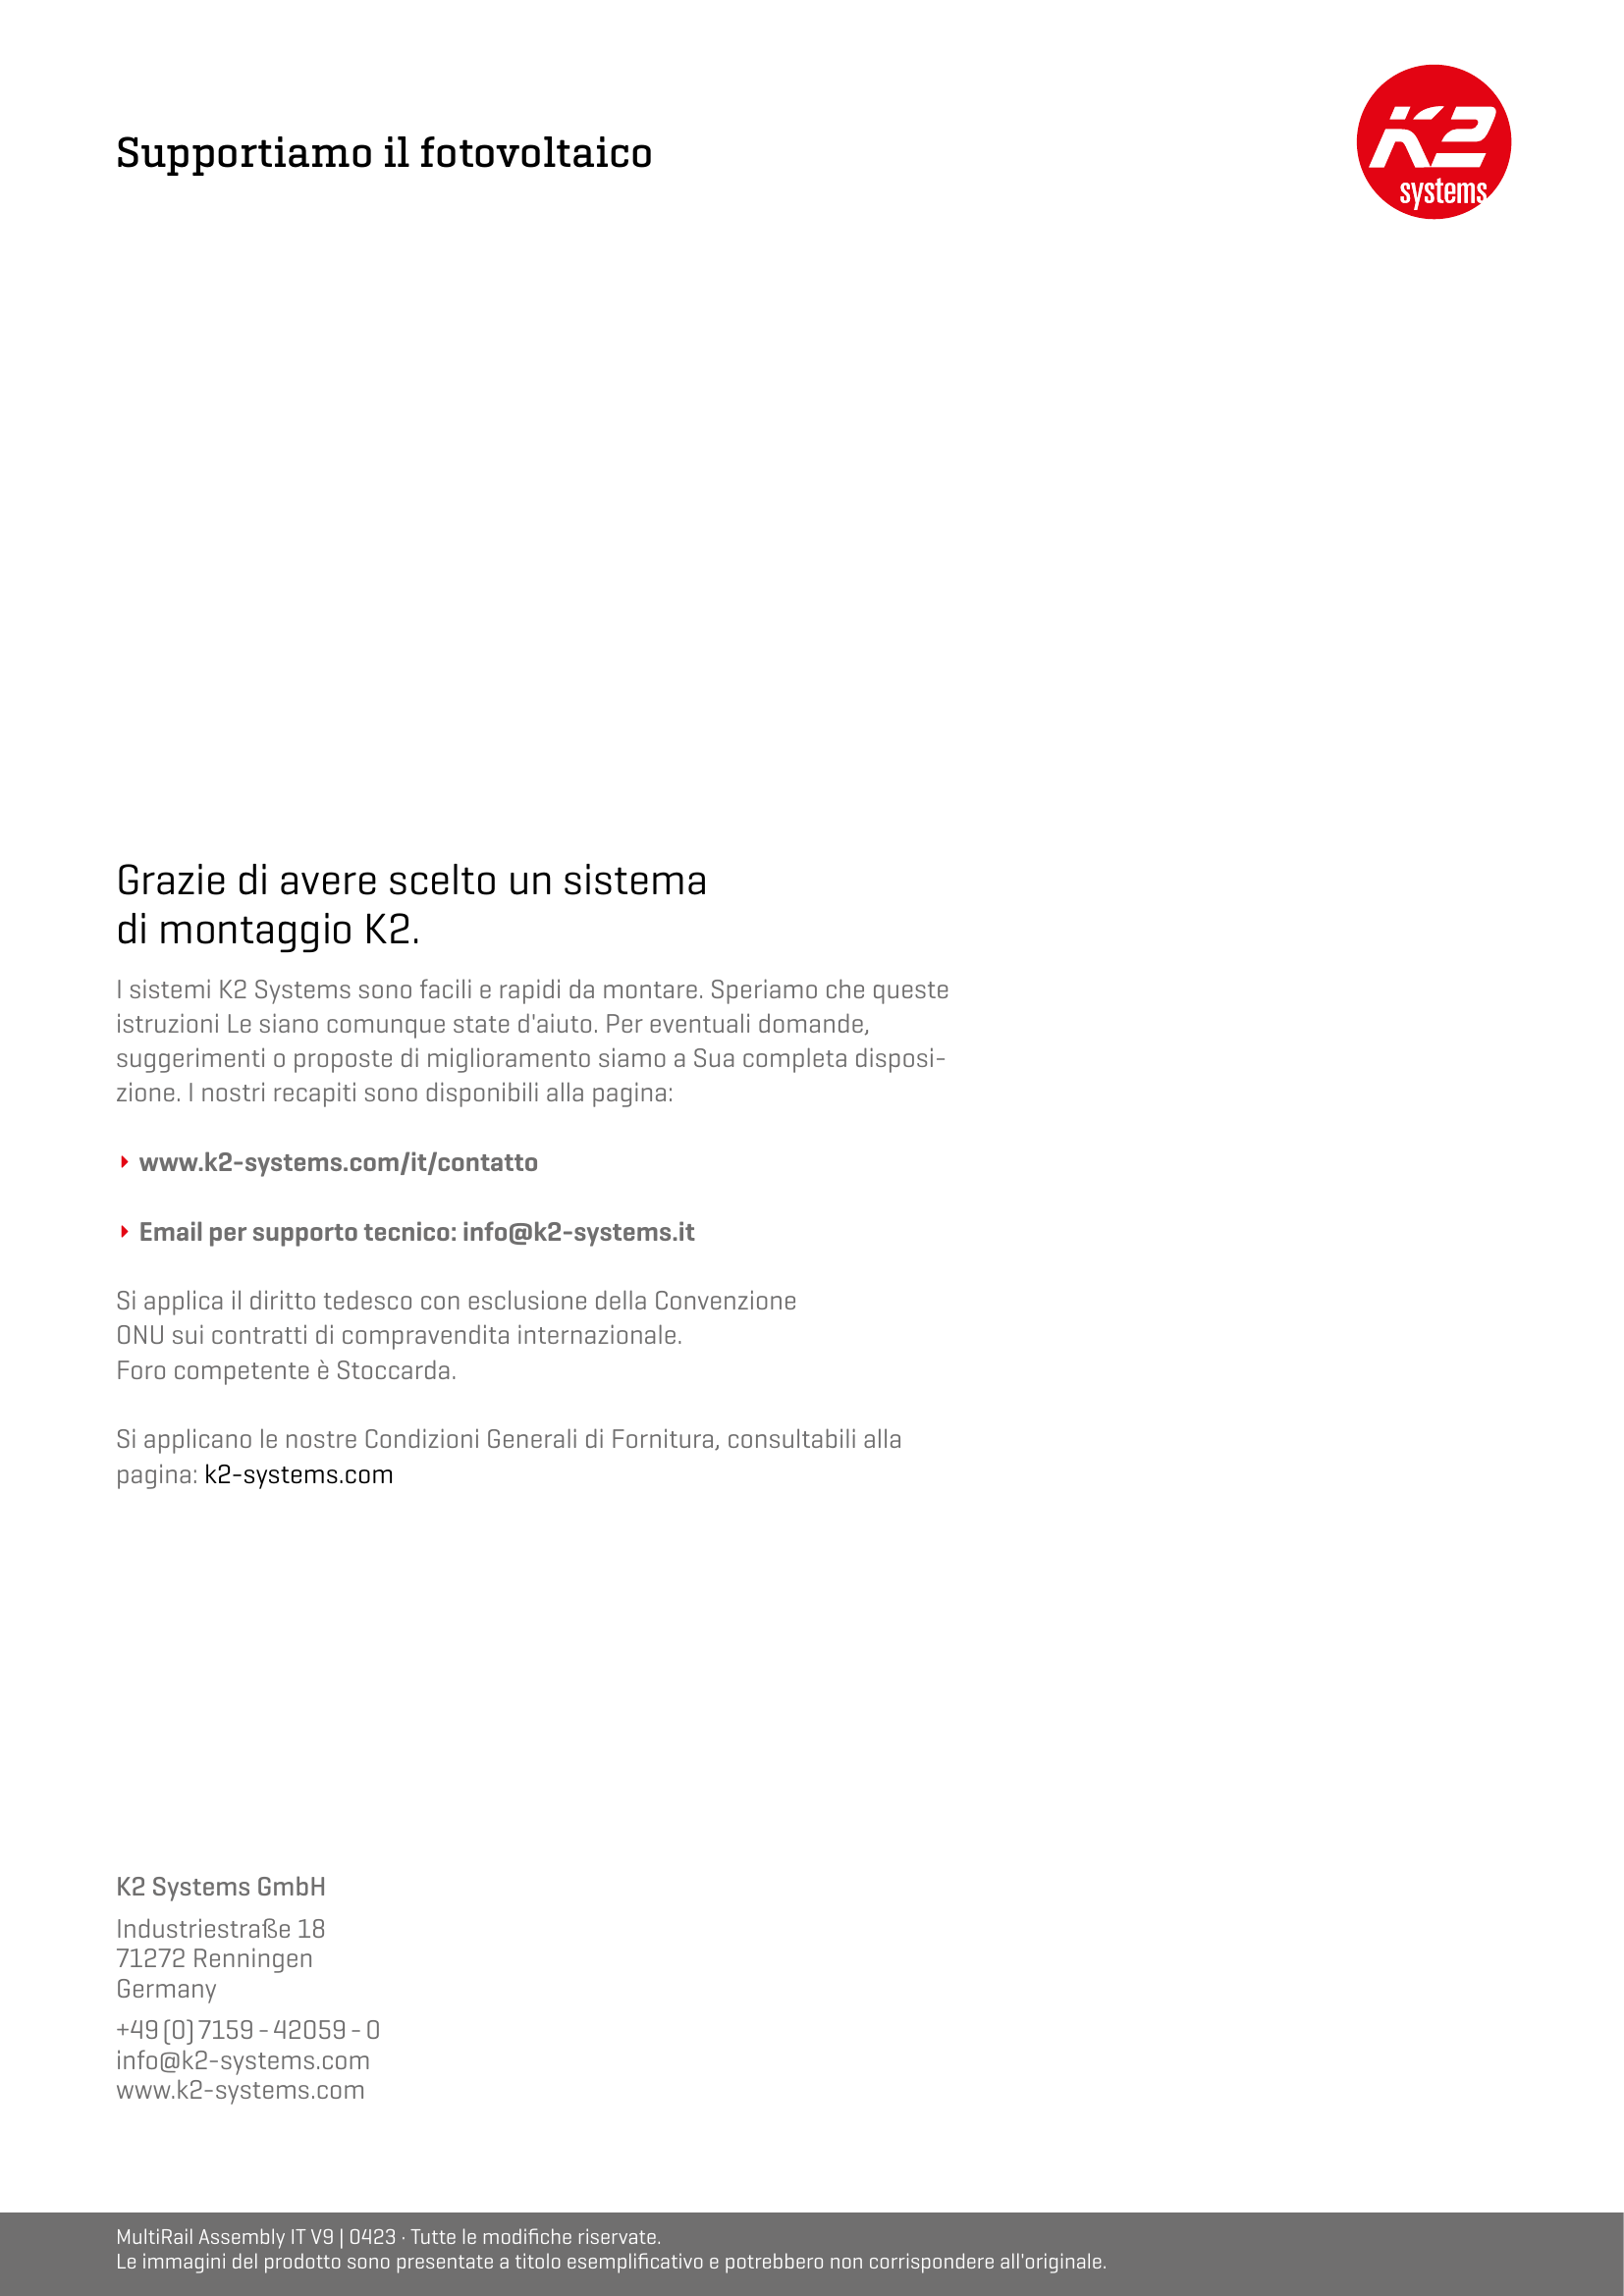 Supportiamo il fotovoltaico
K2
systems
Grazie di avere scelto un sistema
di montaggio K2.
I sistemi K2 Systems sono facili e rapidi da montare. Speriamo che queste
istruzioni Le siano comunque state d'aiuto. Per eventuali domande,
suggerimenti o proposte di miglioramento siamo a Sua completa disposi-
zione. I nostri recapiti sono disponibili alla pagina:
www.k2-systems.com/it/contatto
Email per supporto tecnico: info@k2-systems.it
Si applica il diritto tedesco con esclusione della Convenzione
ONU sui contratti di compravendita internazionale.
Foro competente è Stoccarda.
Si applicano le nostre Condizioni Generali di Fornitura, consultabili alla
pagina: k2-systems.com
K2 Systems GmbH
Industriestraße 18
71272 Renningen
Germany
+49 (0) 7159 - 42059 - 0
info@k2-systems.com
www.k2-systems.com
MultiRail Assembly IT V9 | 0423 · Tutte le modifiche riservate.
Le immagini del prodotto sono presentate a titolo esemplificativo e potrebbero non corrispondere all'originale.